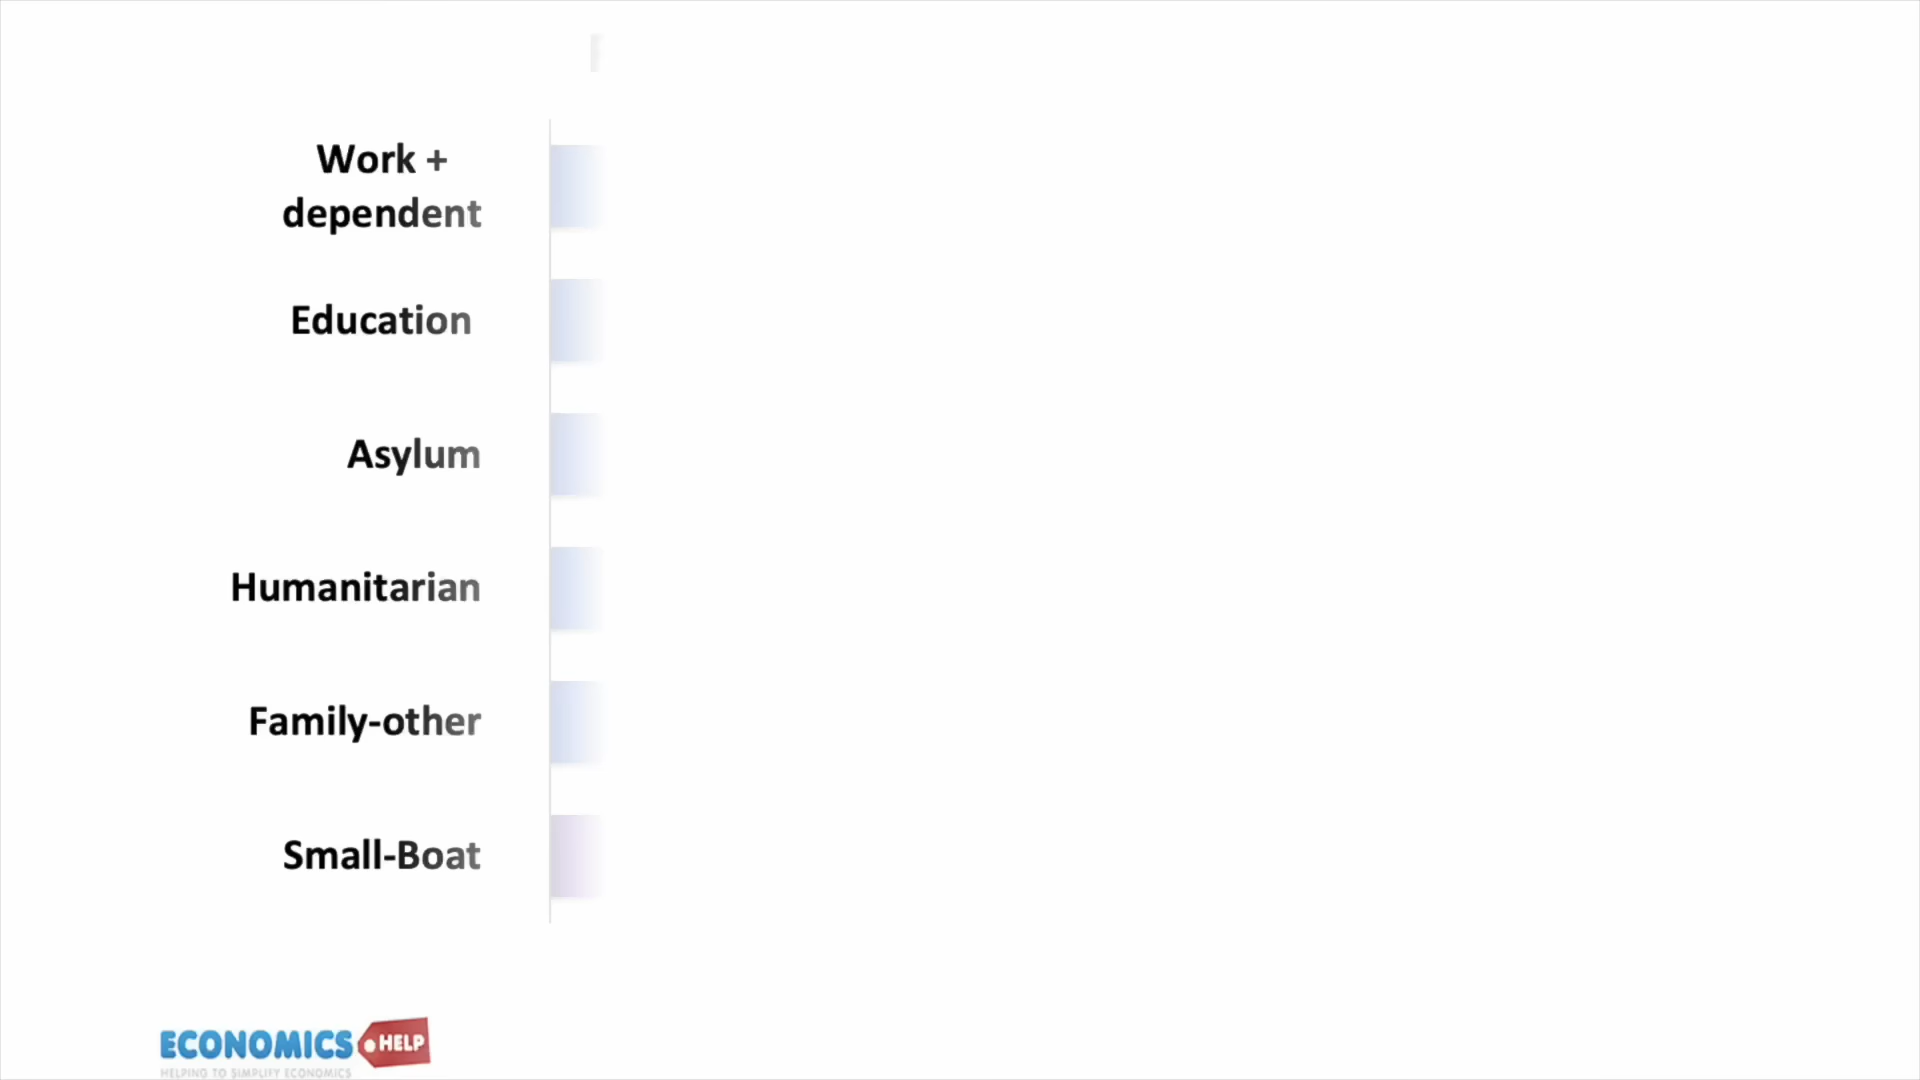 Work +
dependent
Education
Asylum
Humanitarian
Family-other
Small-Boat
ECONOMICS HELP
HELPING TO SIMPLIFY ECONOMICS